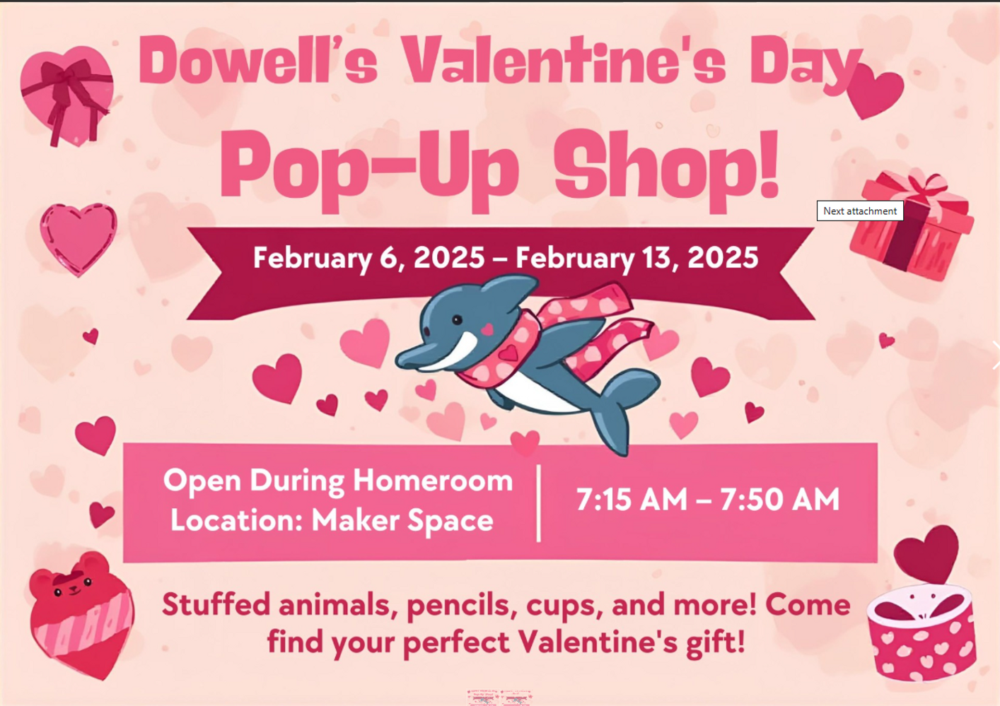 Dowell's Valentine's Day
Pop-Up Shop!
Next attachment
February 6, 2025 – February 13, 2025
Open During Homeroom
Location: Maker Space
7:15 AM – 7:50 AM
Stuffed animals, pencils, cups, and more! Come
find your perfect Valentine's gift!